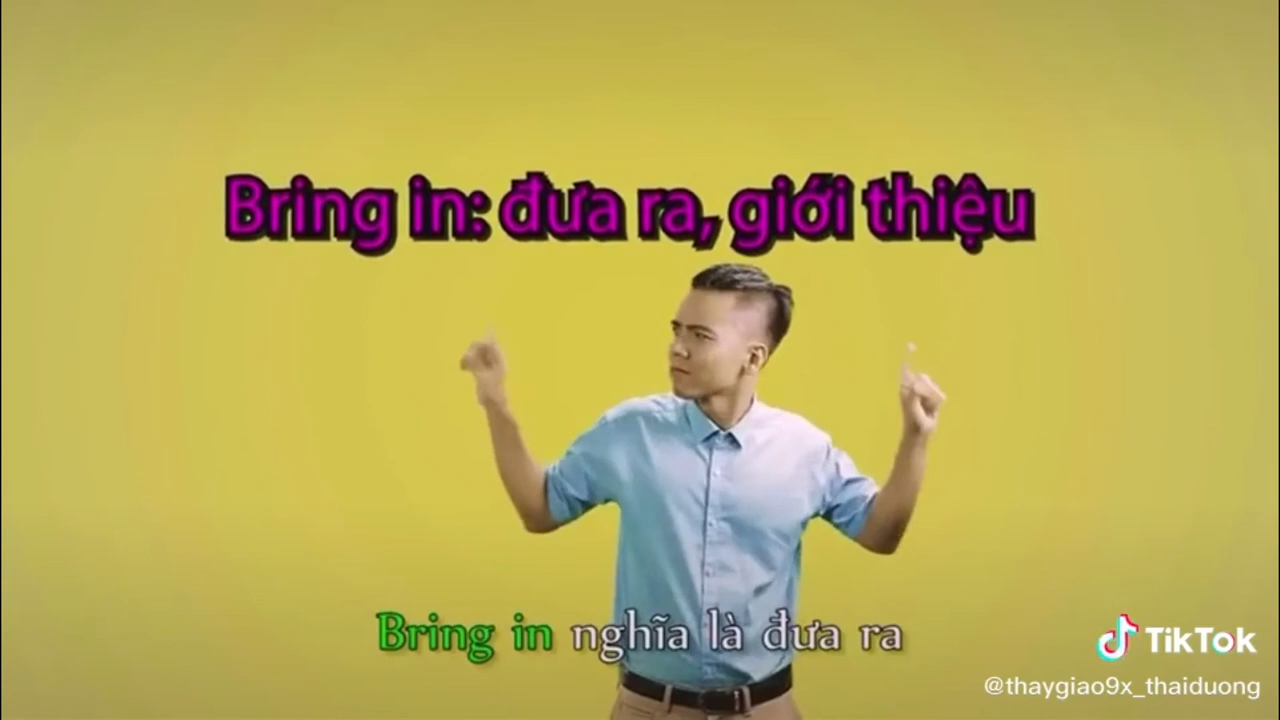 Bring in: đưa ra, giới thiệu
Bring in nghĩa là đưa ra
TikTok
@thaygiao9x_thaiduong